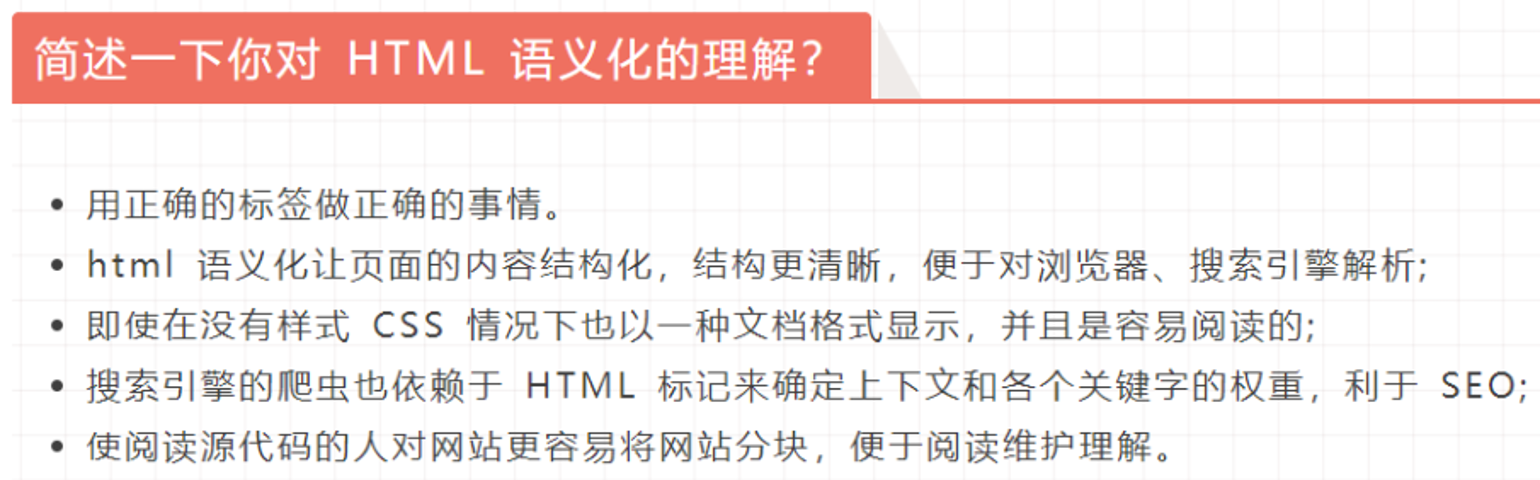 简述一下你对 HTML 语义化的理解?
用正确的标签做正确的事情。
html 语义化让页面的内容结构化，结构更清晰，便于对浏览器、搜索引擎解析;
即使在没有样式 CSS 情况下也以一种文档格式显示，并且是容易阅读的;
搜索引擎的爬虫也依赖于 HTML 标记来确定上下文和各个关键字的权重，利于 SEO;
使阅读源代码的人对网站更容易将网站分块，便于阅读维护理解。